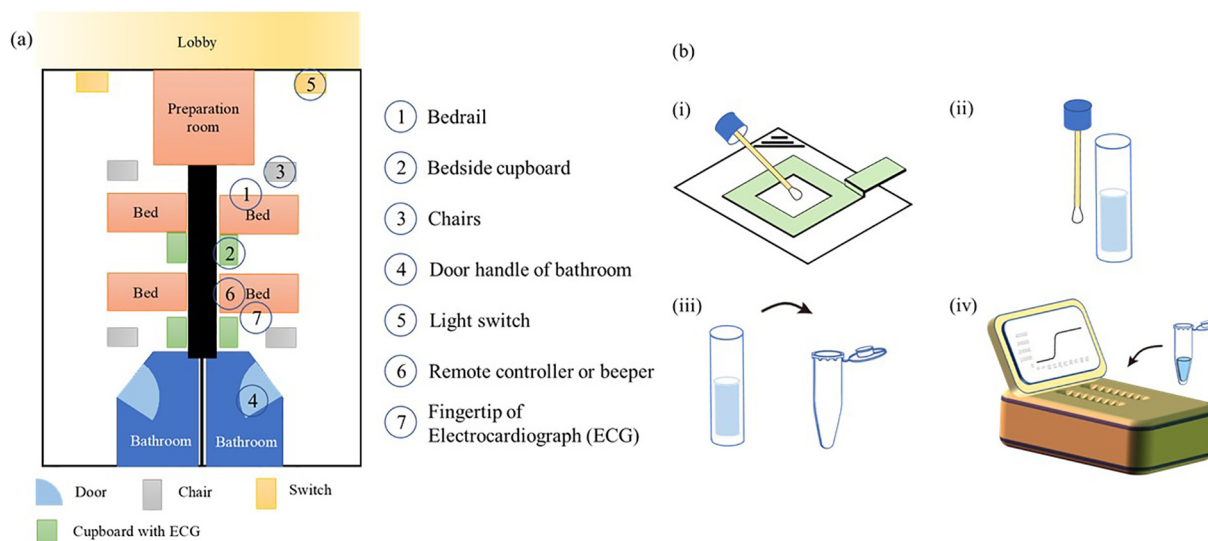 (a)
Lobby
5
Preparation
room
3
1
Bed
Bed
2
Bed
6
Bed
7
4
Bathroom
Bathroom
Door
Chair
Switch
Cupboard with ECG
1 Bedrail
2 Bedside cupboard
3 Chairs
4 Door handle of bathroom
5 Light switch
6 Remote controller or beeper
7 Fingertip of
Electrocardiograph (ECG)
(b)
(i)
(ii)
(iii)
(iv)